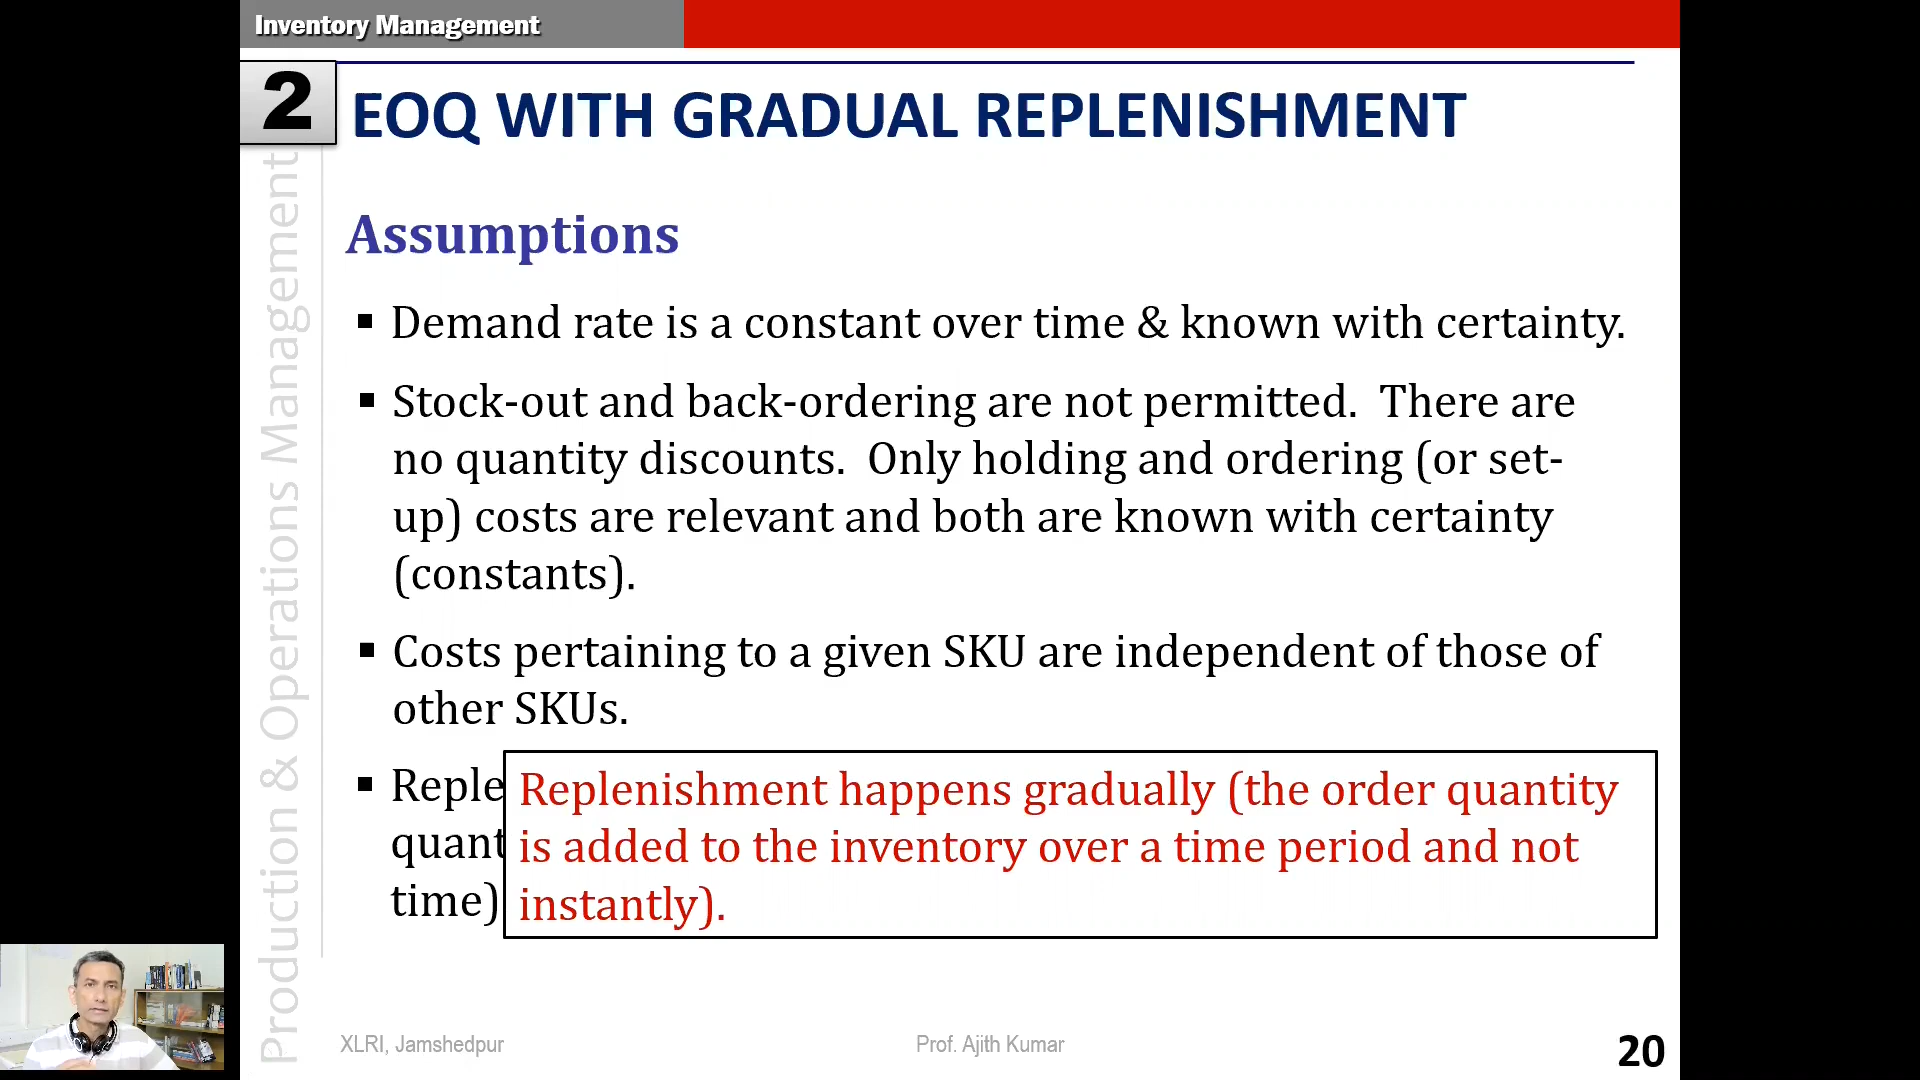 Inventory Management
2
EOQ WITH GRADUAL REPLENISHMENT
Production & Operations Management
Assumptions
▪ Demand rate is a constant over time & known with certainty.
▪ Stock-out and back-ordering are not permitted. There are
no quantity discounts. Only holding and ordering (or set-
up) costs are relevant and both are known with certainty
(constants).
▪ Costs pertaining to a given SKU are independent of those of
other SKUs.
▪ Reple
quant
time)
Replenishment happens gradually (the order quantity
is added to the inventory over a time period and not
instantly).
XLRI, Jamshedpur
Prof. Ajith Kumar
20